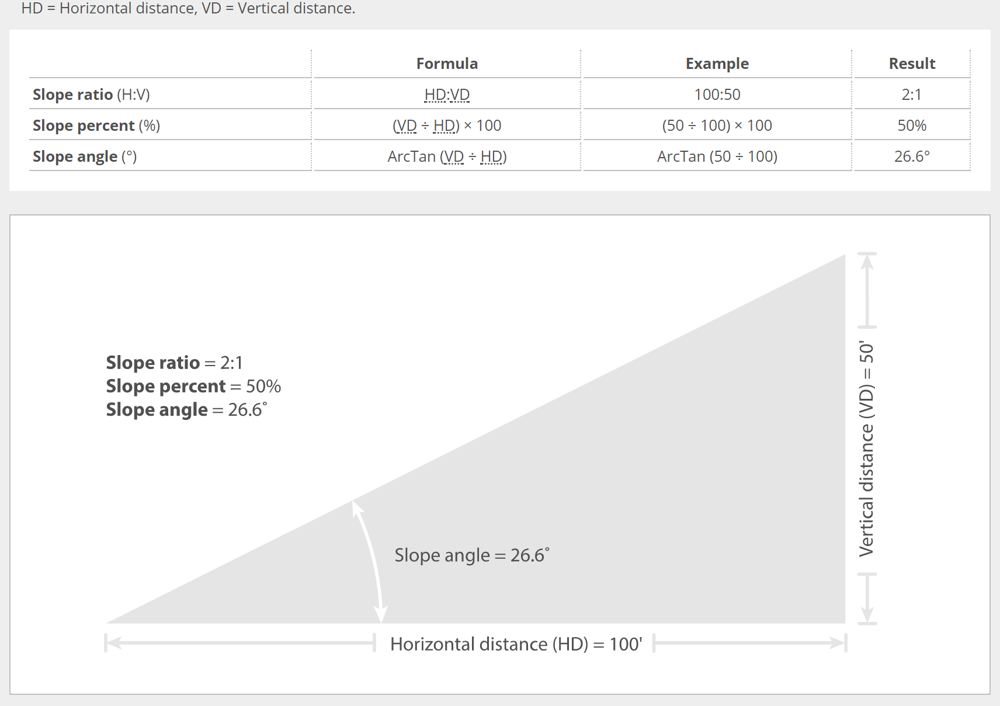 HD = Horizontal distance, VD = Vertical distance.
Formula Example Result
Slope ratio (H:V) HD:VD 100:50 2:1
Slope percent (%) (VD ÷ HD) × 100 (50 ÷ 100) × 100 50%
Slope angle (°) ArcTan (VD ÷ HD) ArcTan (50 ÷ 100) 26.6°
Slope ratio = 2:1
Slope percent = 50%
Slope angle = 26.6°
Vertical distance (VD) = 50'
Slope angle = 26.6°
Horizontal distance (HD) = 100'